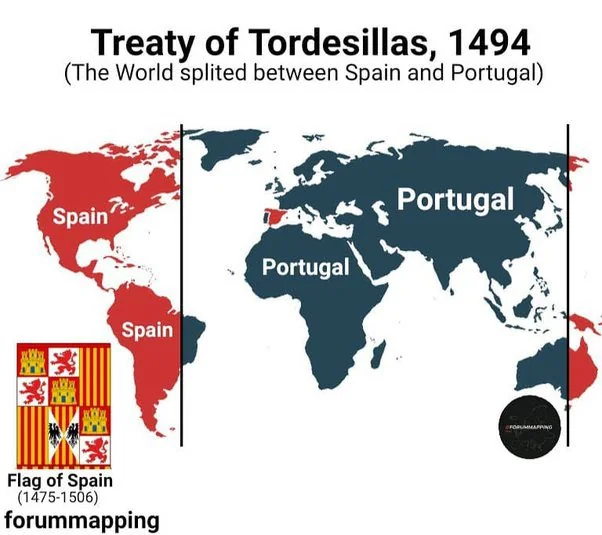 Treaty of Tordesillas, 1494
(The World splited between Spain and Portugal)
Spain
Portugal
Portugal
Spain
#FORUMMAPPING
Flag of Spain
(1475-1506)
forummapping